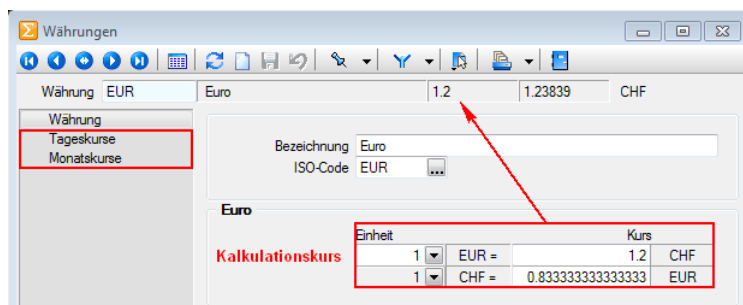 Währungen
Währung EUR Euro 1.2 1.23839 CHF
Währung
Tageskurse
Monatskurse
Bezeichnung Euro
ISO-Code EUR ...
Euro
Einheit Kurs
Kalkulationskurs 1 EUR = 1.2 CHF
1 CHF = 0.833333333333333 EUR